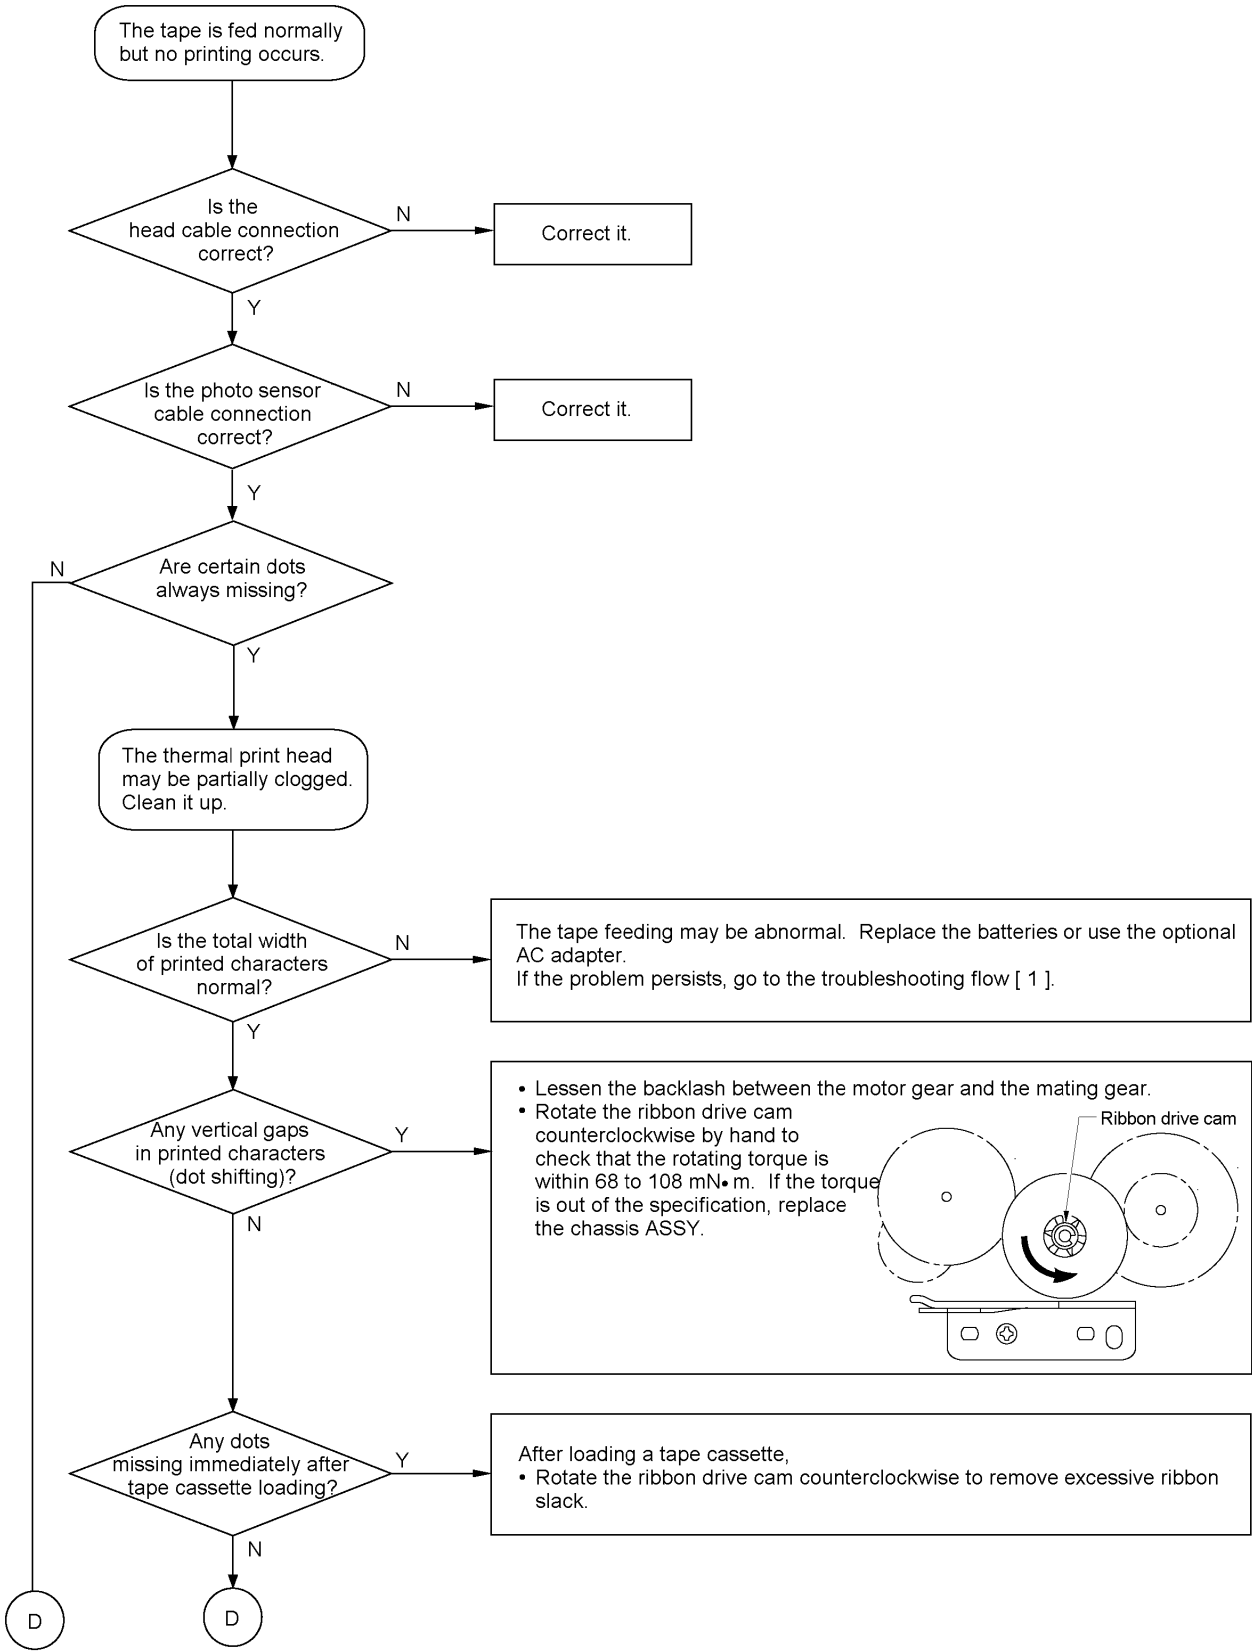 The tape is fed normally
but no printing occurs.
Is the
head cable connection
correct?
N
Correct it.
Y
Is the photo sensor
cable connection
correct?
N
Correct it.
Y
Are certain dots
always missing?
N
Y
The thermal print head
may be partially clogged.
Clean it up.
Is the total width
of printed characters
normal?
N
The tape feeding may be abnormal.  Replace the batteries or use the optional
AC adapter.
If the problem persists, go to the troubleshooting flow [ 1 ].
Y
Any vertical gaps
in printed characters
(dot shifting)?
Y
• Lessen the backlash between the motor gear and the mating gear.
• Rotate the ribbon drive cam
counterclockwise by hand to
check that the rotating torque is
within 68 to 108 mN•m.  If the torque
is out of the specification, replace
the chassis ASSY.
Ribbon drive cam
N
Any dots
missing immediately after
tape cassette loading?
Y
After loading a tape cassette,
• Rotate the ribbon drive cam counterclockwise to remove excessive ribbon
slack.
N
D
D